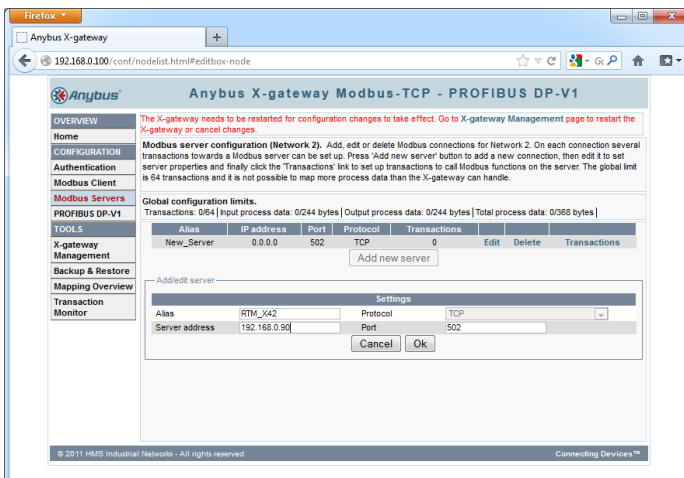 Firefox
Anybus X-gateway
192.168.0.100/conf/nodelist.html#editbox-node
Anybus
Anybus X-gateway Modbus-TCP - PROFIBUS DP-V1
OVERVIEW
Home
CONFIGURATION
Authentication
Modbus Client
Modbus Servers
PROFIBUS DP-V1
TOOLS
X-gateway
Management
Backup & Restore
Mapping Overview
Transaction
Monitor
The X-gateway needs to be restarted for configuration changes to take effect. Go to X-gateway Management page to restart the
X-gateway or cancel changes.
Modbus server configuration (Network 2). Add, edit or delete Modbus connections for Network 2. On each connection several
transactions towards a Modbus server can be set up. Press 'Add new server' button to add a new connection, then edit it to set
server properties and finally click the 'Transactions' link to set up transactions to call Modbus functions on the server. The global limit
is 64 transactions and it is not possible to map more process data than the X-gateway can handle.
Global configuration limits.
Transactions: 0/64 | Input process data: 0/244 bytes | Output process data: 0/244 bytes | Total process data: 0/368 bytes |
Alias IP address Port Protocol Transactions
New_Server 0.0.0.0 502 TCP 0 Edit Delete Transactions
Add new server
Add/edit server
Settings
Alias RTM_X42 Protocol TCP
Server address 192.168.0.90 Port 502
Cancel Ok
© 2011 HMS Industrial Networks - All rights reserved
Connecting Devices™